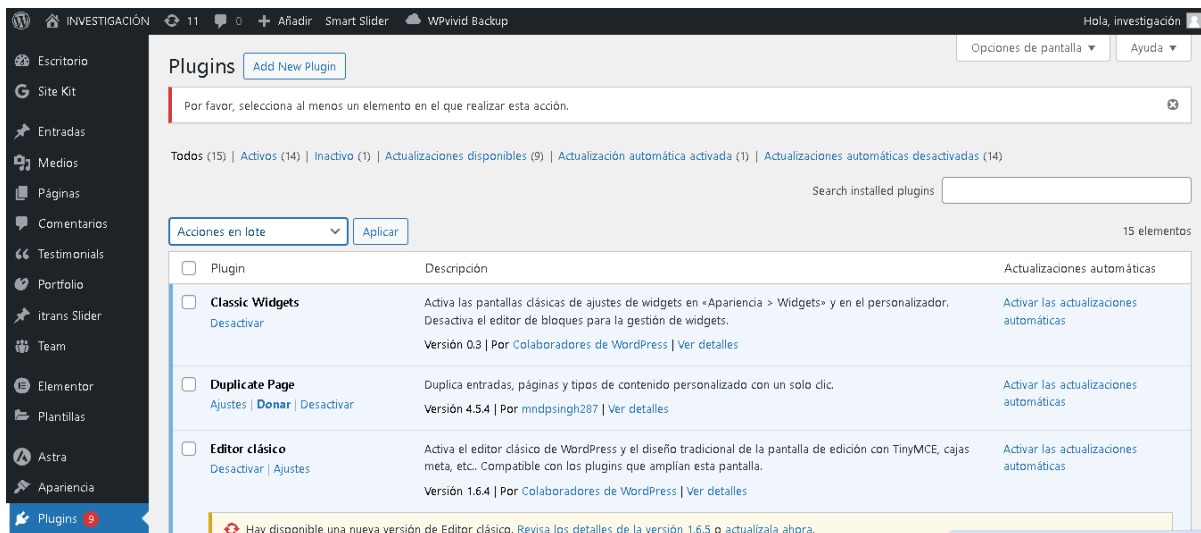 INVESTIGACIÓN 11 0 Añadir Smart Slider WPvivid Backup Hola, investigación
Opciones de pantalla ▼ Ayuda ▼
Escritorio
Site Kit
Entradas
Medios
Páginas
Comentarios
Testimonials
Portfolio
itrans Slider
Team
Elementor
Plantillas
Astra
Apariencia
Plugins 9
Plugins Add New Plugin
Por favor, selecciona al menos un elemento en el que realizar esta acción.
Todos (15) | Activos (14) | Inactivo (1) | Actualizaciones disponibles (9) | Actualización automática activada (1) | Actualizaciones automáticas desactivadas (14)
Search installed plugins
Acciones en lote Aplicar 15 elementos
Plugin Descripción Actualizaciones automáticas
Classic Widgets
Desactivar
Activa las pantallas clásicas de ajustes de widgets en «Apariencia > Widgets» y en el personalizador.
Desactiva el editor de bloques para la gestión de widgets.
Versión 0.3 | Por Colaboradores de WordPress | Ver detalles
Activar las actualizaciones
automáticas
Duplicate Page
Ajustes | Donar | Desactivar
Duplica entradas, páginas y tipos de contenido personalizado con un solo clic.
Versión 4.5.4 | Por mndpsingh287 | Ver detalles
Activar las actualizaciones
automáticas
Editor clásico
Desactivar | Ajustes
Activa el editor clásico de WordPress y el diseño tradicional de la pantalla de edición con TinyMCE, cajas
meta, etc.. Compatible con los plugins que amplían esta pantalla.
Versión 1.6.4 | Por Colaboradores de WordPress | Ver detalles
Activar las actualizaciones
automáticas
Hay disponible una nueva versión de Editor clásico. Revisa los detalles de la versión 1.6.5 o actualízala ahora.